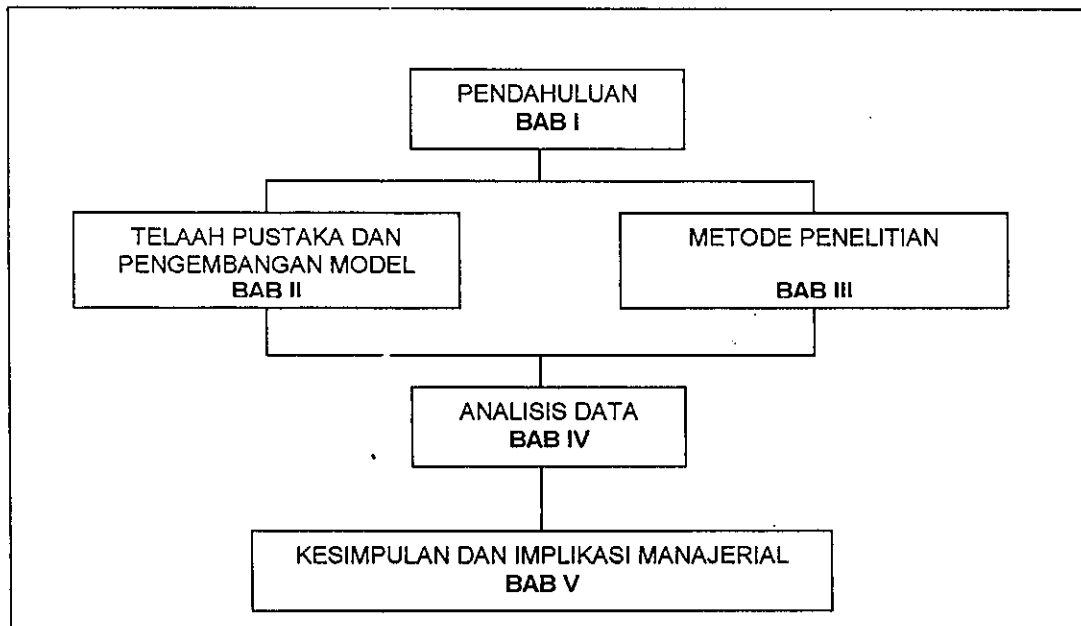 PENDAHULUAN
BAB I
TELAAH PUSTAKA DAN
PENGEMBANGAN MODEL
BAB II
METODE PENELITIAN
BAB III
ANALISIS DATA
BAB IV
KESIMPULAN DAN IMPLIKASI MANAJERIAL
BAB V